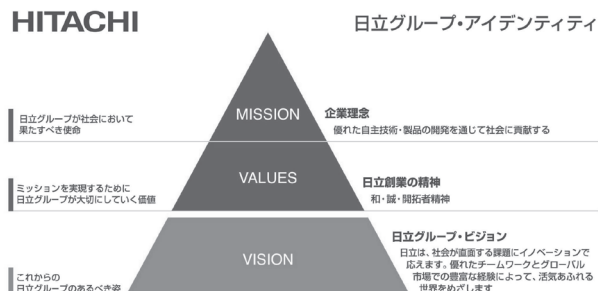 HITACHI
日立グループ・アイデンティティ
日立グループが社会において
果たすべき使命
MISSION
企業理念
優れた自主技術・製品の開発を通じて社会に貢献する
ミッションを実現するために
日立グループが大切にしていく価値
VALUES
日立創業の精神
和・誠・開拓者精神
これからの
日立グループのあるべき姿
VISION
日立グループ・ビジョン
日立は、社会が直面する課題にイノベーションで
応えます。優れたチームワークとグローバル
市場での豊富な経験によって、活気あふれる
世界をめざします